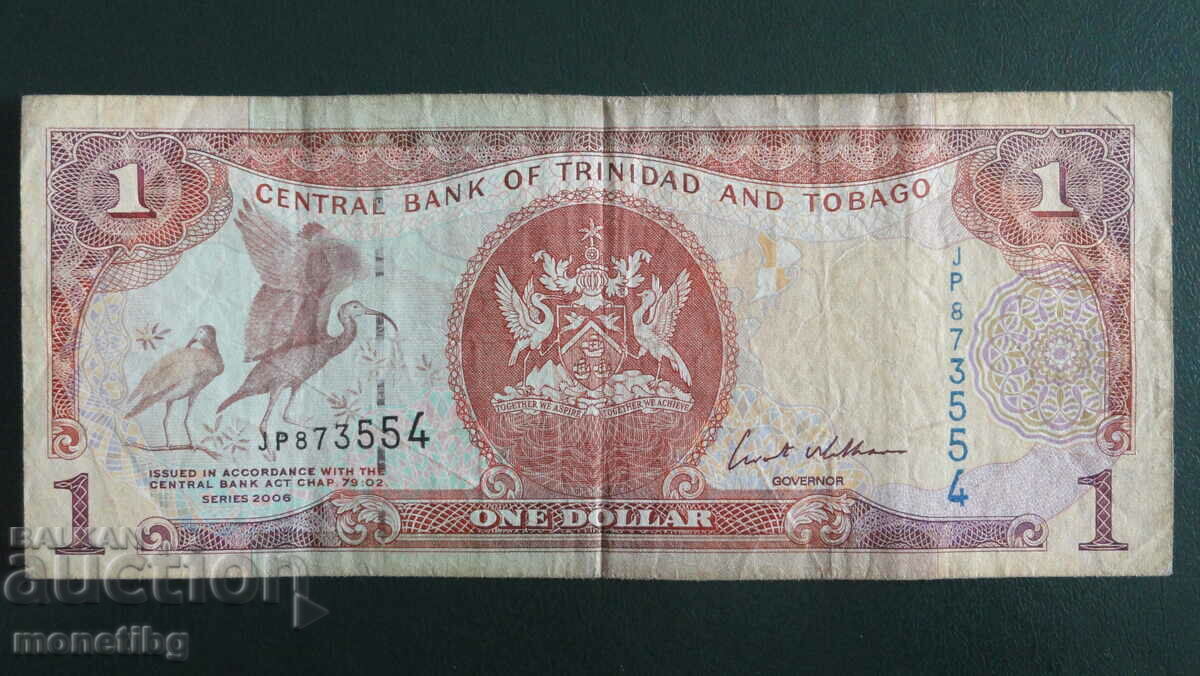 1
1
CENTRAL BANK OF TRINIDAD AND TOBAGO
JP873554
TOGETHER WE ASPIRE TOGETHER WE ACHIEVE
JP873554
ISSUED IN ACCORDANCE WITH THE
CENTRAL BANK ACT CHAP. 79:02
SERIES 2006
GOVERNOR
1
ONE DOLLAR
1
BALKAN
auction
monetibg